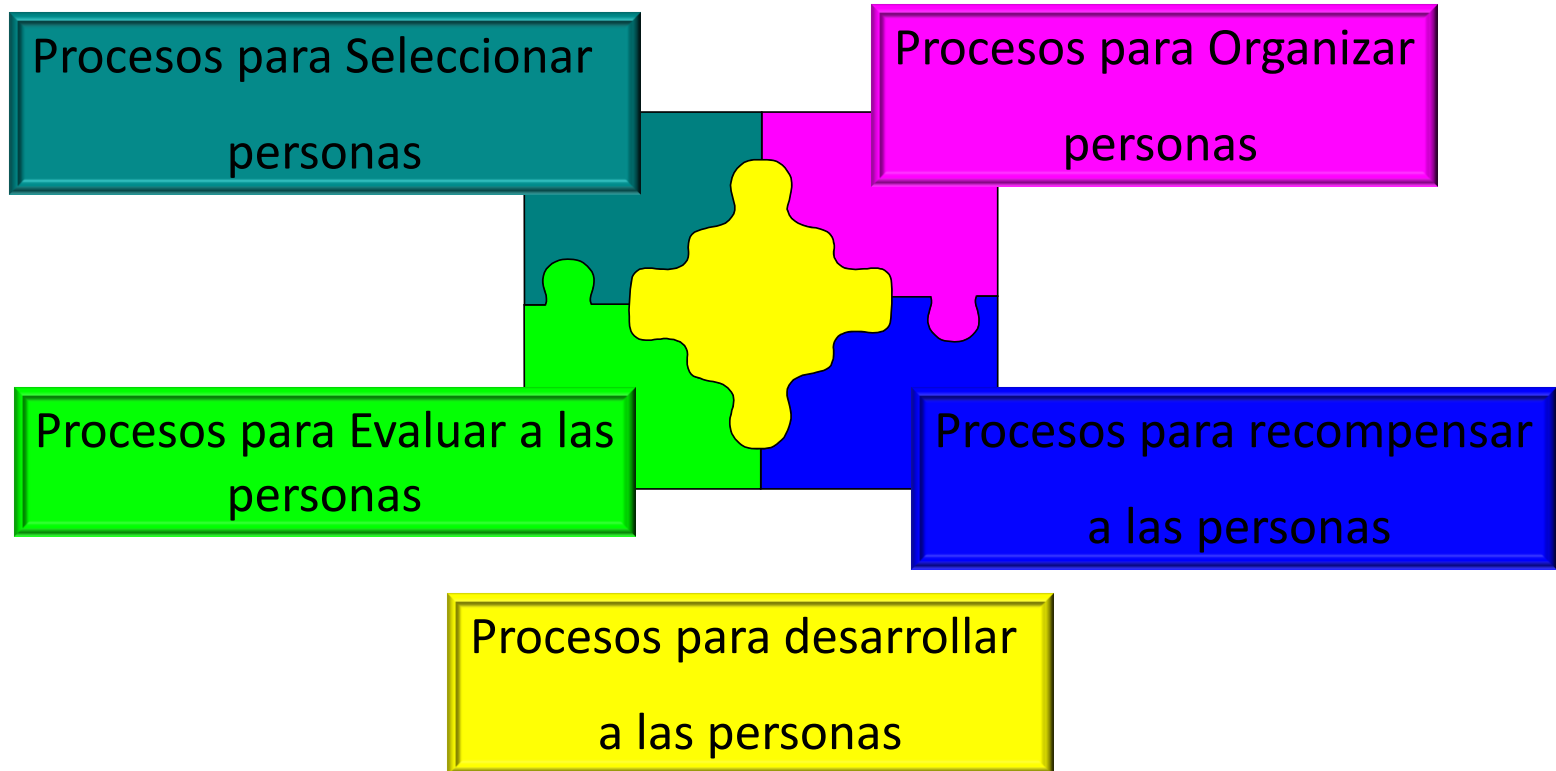 Procesos para Seleccionar
personas
Procesos para Organizar
personas
Procesos para Evaluar a las
personas
Procesos para recompensar
a las personas
Procesos para desarrollar
a las personas